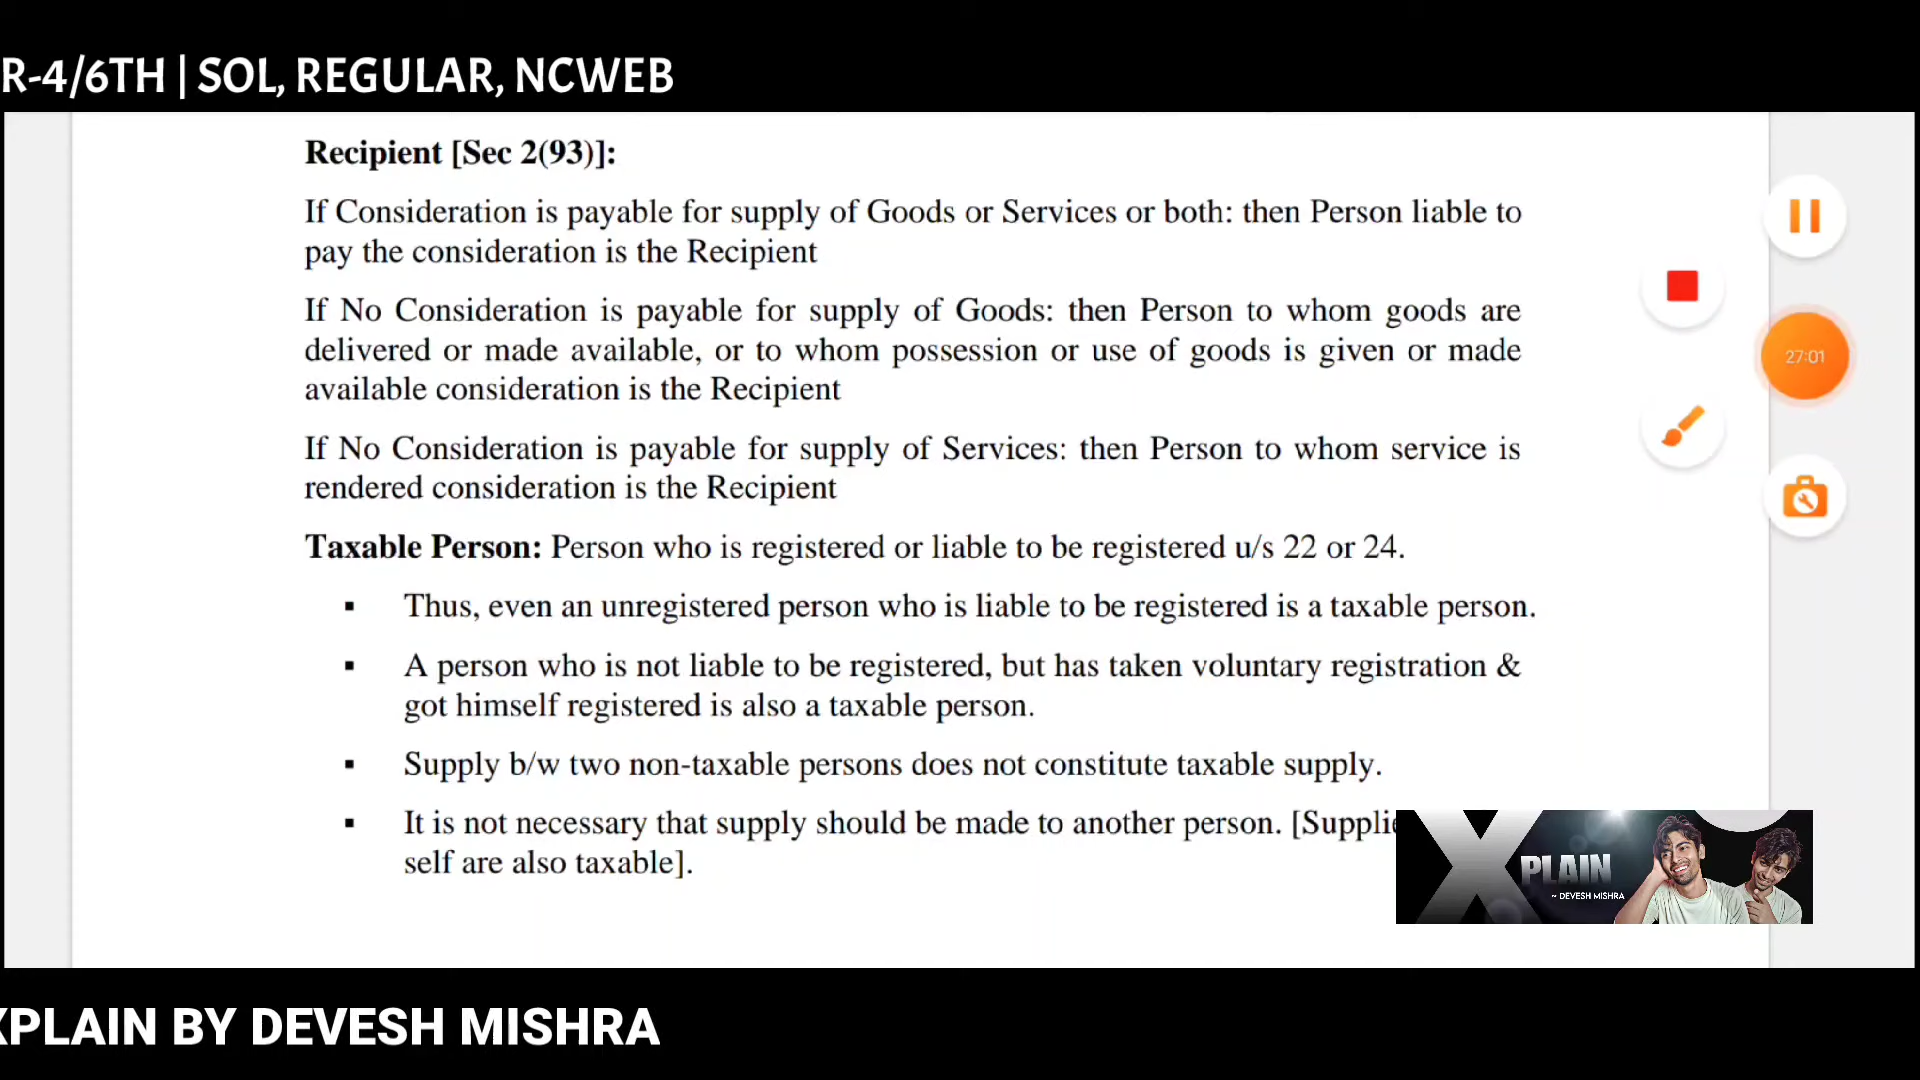 R-4/6TH | SOL, REGULAR, NCWEB
Recipient [Sec 2(93)]:
If Consideration is payable for supply of Goods or Services or both: then Person liable to
pay the consideration is the Recipient
If No Consideration is payable for supply of Goods: then Person to whom goods are
delivered or made available, or to whom possession or use of goods is given or made
available consideration is the Recipient
If No Consideration is payable for supply of Services: then Person to whom service is
rendered consideration is the Recipient
Taxable Person: Person who is registered or liable to be registered u/s 22 or 24.
▪ Thus, even an unregistered person who is liable to be registered is a taxable person.
▪ A person who is not liable to be registered, but has taken voluntary registration &
got himself registered is also a taxable person.
▪ Supply b/w two non-taxable persons does not constitute taxable supply.
▪ It is not necessary that supply should be made to another person. [Supplie
self are also taxable].
27:01
XPLAIN
~ DEVESH MISHRA
XPLAIN BY DEVESH MISHRA